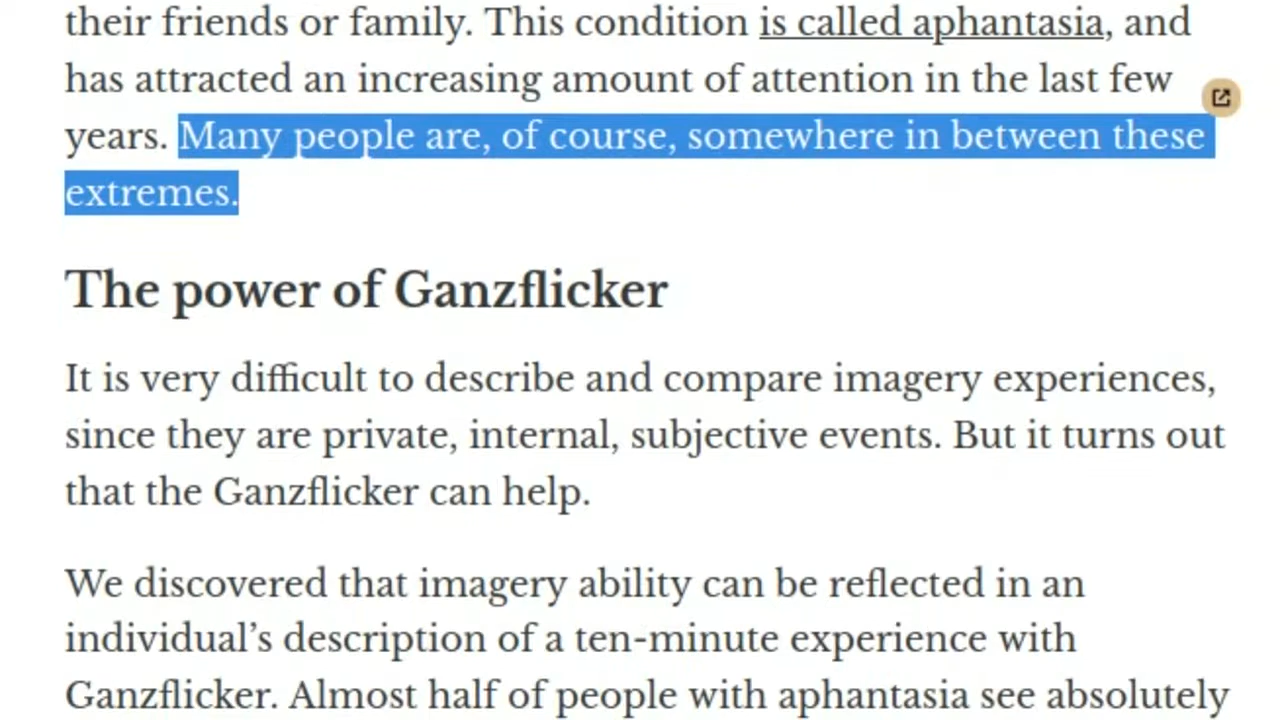 their friends or family. This condition is called aphantasia, and
has attracted an increasing amount of attention in the last few
years. Many people are, of course, somewhere in between these
extremes.
The power of Ganzflicker
It is very difficult to describe and compare imagery experiences,
since they are private, internal, subjective events. But it turns out
that the Ganzflicker can help.
We discovered that imagery ability can be reflected in an
individual’s description of a ten-minute experience with
Ganzflicker. Almost half of people with aphantasia see absolutely